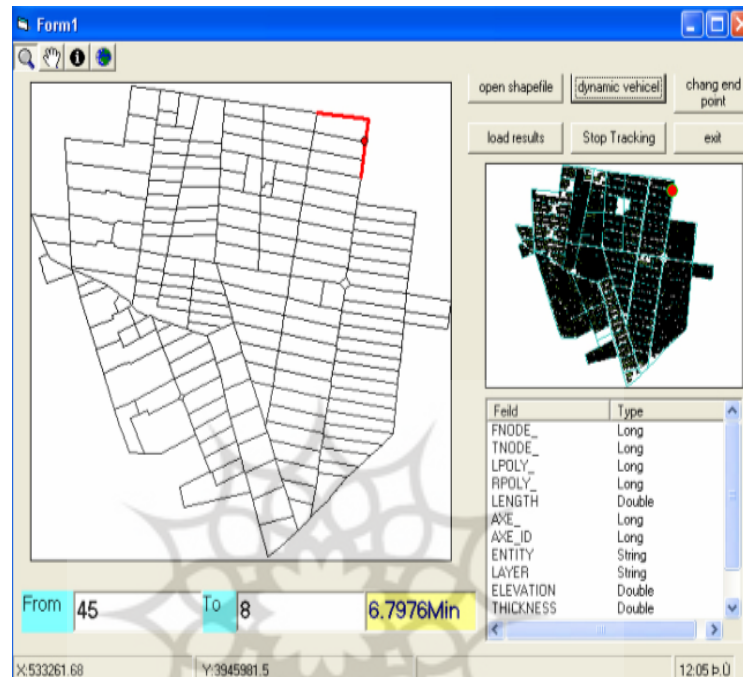 Form1
open shapefile
dynamic vehicel
chang end
point
load results
Stop Tracking
exit
Feild Type
FNODE_ Long
TNODE_ Long
LPOLY_ Long
RPOLY_ Long
LENGTH Double
AXE_ Long
AXE_ID Long
ENTITY String
LAYER String
ELEVATION Double
THICKNESS Double
From 45 To 8 6.7976Min
X:533261.68 Y:3945981.5 12:05 Þ.Ù